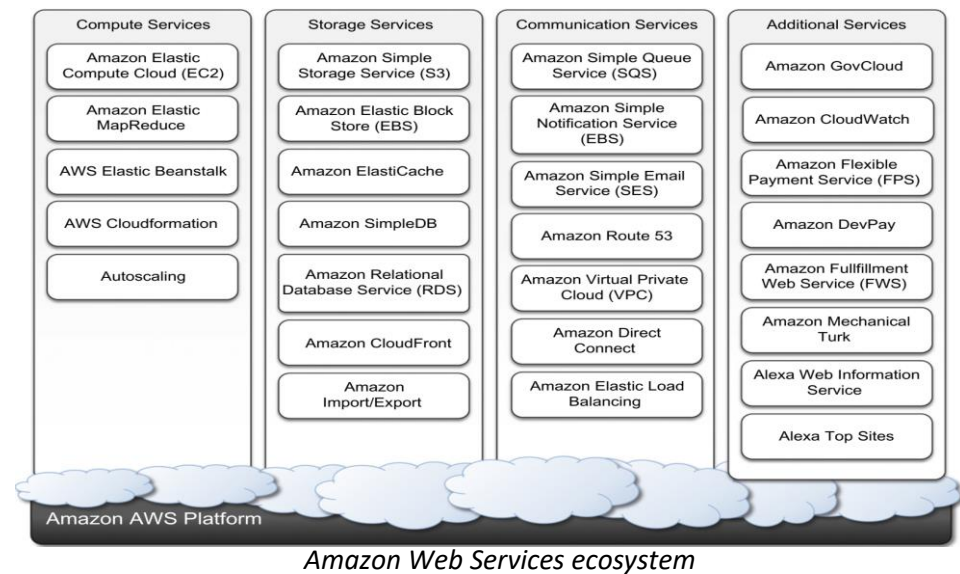 Compute Services
Amazon Elastic
Compute Cloud (EC2)
Amazon Elastic
MapReduce
AWS Elastic Beanstalk
AWS Cloudformation
Autoscaling
Storage Services
Amazon Simple
Storage Service (S3)
Amazon Elastic Block
Store (EBS)
Amazon ElastiCache
Amazon SimpleDB
Amazon Relational
Database Service (RDS)
Amazon CloudFront
Amazon
Import/Export
Communication Services
Amazon Simple Queue
Service (SQS)
Amazon Simple
Notification Service
(EBS)
Amazon Simple Email
Service (SES)
Amazon Route 53
Amazon Virtual Private
Cloud (VPC)
Amazon Direct
Connect
Amazon Elastic Load
Balancing
Additional Services
Amazon GovCloud
Amazon CloudWatch
Amazon Flexible
Payment Service (FPS)
Amazon DevPay
Amazon Fullfillment
Web Service (FWS)
Amazon Mechanical
Turk
Alexa Web Information
Service
Alexa Top Sites
Amazon AWS Platform
Amazon Web Services ecosystem